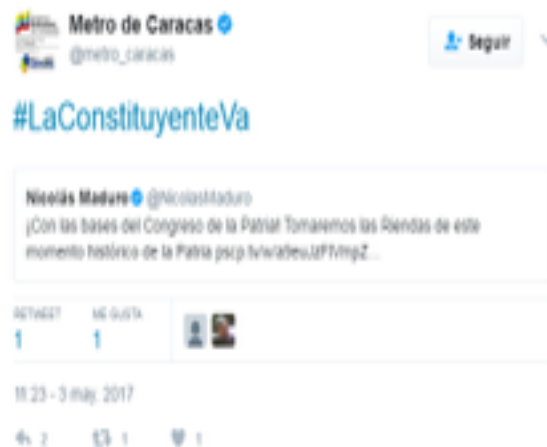 Metro de Caracas
@metro_caracas
Seguir
#LaConstituyenteVa
Nicolás Maduro @NicolasMaduro
¡Con las bases del Congreso de la Patria! Tomaremos las Riendas de este
momento histórico de la Patria
RETWEET
ME GUSTA
1
1
11:23 - 3 may. 2017
2
1
1